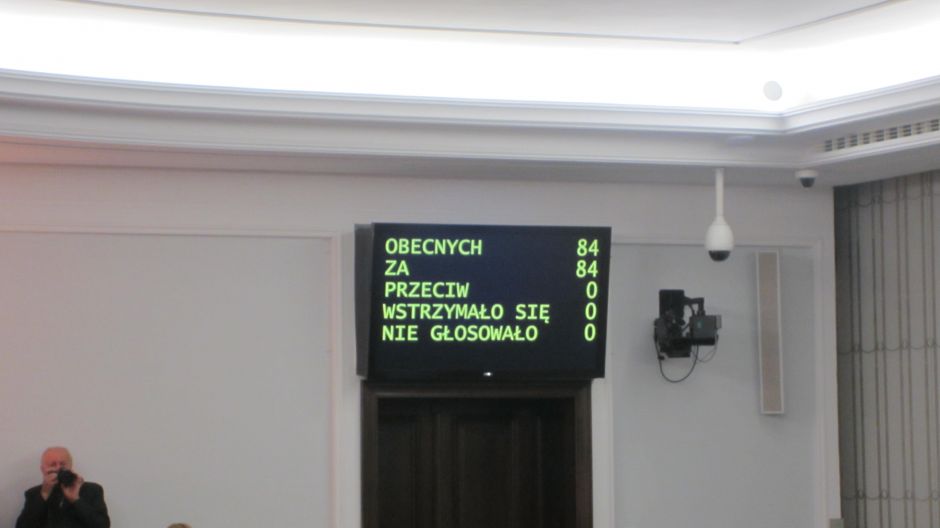 OBECNYCH 84
ZA 84
PRZECIW 0
WSTRZYMAŁO SIĘ 0
NIE GŁOSOWAŁO 0